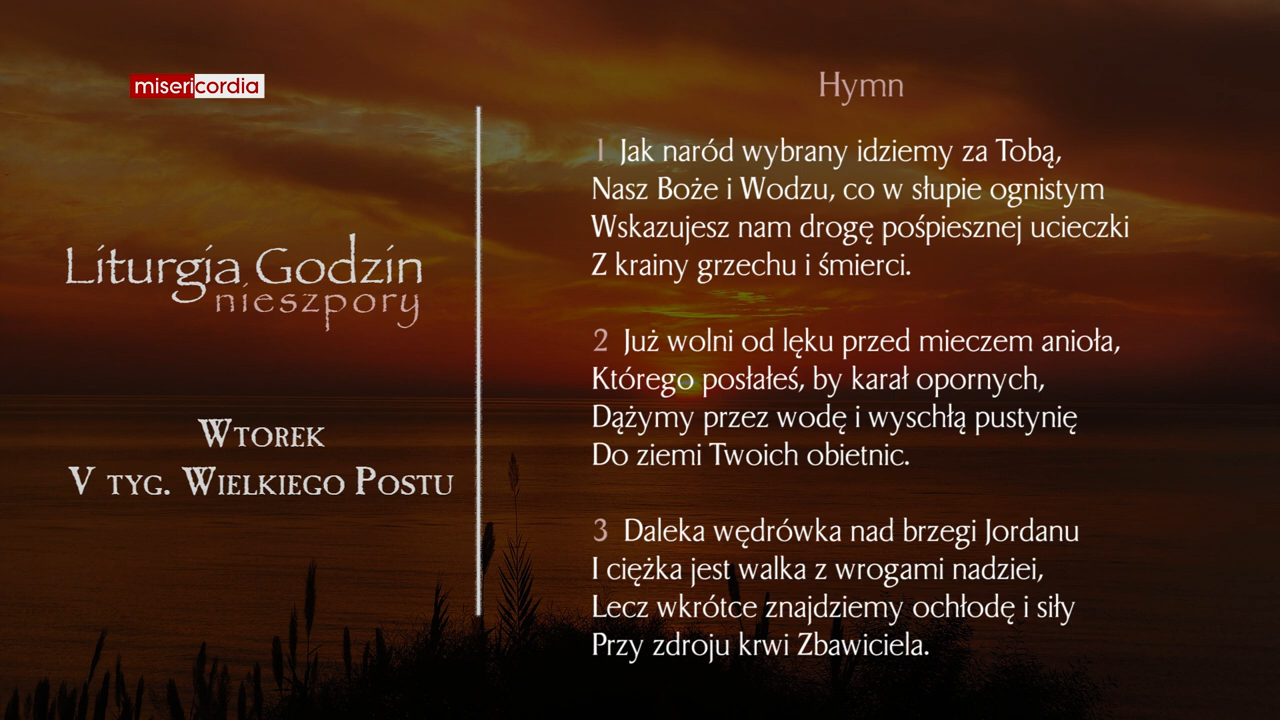 misericordia
Liturgia Godzin
nieszpory
Wtorek
V tyg. Wielkiego Postu
Hymn
1 Jak naród wybrany idziemy za Tobą,
Nasz Boże i Wodzu, co w słupie ognistym
Wskazujesz nam drogę pośpiesznej ucieczki
Z krainy grzechu i śmierci.
2 Już wolni od lęku przed mieczem anioła,
Którego posłałeś, by karał opornych,
Dążymy przez wodę i wyschłą pustynię
Do ziemi Twoich obietnic.
3 Daleka wędrówka nad brzegi Jordanu
I ciężka jest walka z wrogami nadziei,
Lecz wkrótce znajdziemy ochłodę i siły
Przy zdroju krwi Zbawiciela.